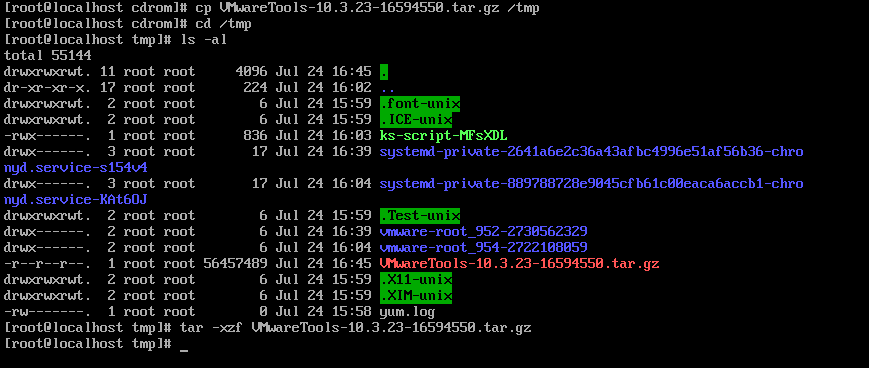 [root@localhost cdrom]# cp VMwareTools-10.3.23-16594550.tar.gz /tmp
[root@localhost cdrom]# cd /tmp
[root@localhost tmp]# ls -al
total 55144
drwxrwxrwt. 11 root root     4096 Jul 24 16:45 .
dr-xr-xr-x. 17 root root      224 Jul 24 16:02 ..
drwxrwxrwt.  2 root root        6 Jul 24 15:59 .font-unix
drwxrwxrwt.  2 root root        6 Jul 24 15:59 .ICE-unix
-rwx------.  1 root root      836 Jul 24 16:03 ks-script-MFsXDL
drwx------.  3 root root       17 Jul 24 16:39 systemd-private-2641a6e2c36a43afbc4996e51af56b36-chro
nyd.service-s154v4
drwx------.  3 root root       17 Jul 24 16:04 systemd-private-889788728e9045cfb61c00eaca6accb1-chro
nyd.service-KAt6OJ
drwxrwxrwt.  2 root root        6 Jul 24 15:59 .Test-unix
drwx------.  2 root root        6 Jul 24 16:39 vmware-root_952-2730562329
drwx------.  2 root root        6 Jul 24 16:04 vmware-root_954-2722108059
-r--r--r--.  1 root root 56457489 Jul 24 16:45 VMwareTools-10.3.23-16594550.tar.gz
drwxrwxrwt.  2 root root        6 Jul 24 15:59 .X11-unix
drwxrwxrwt.  2 root root        6 Jul 24 15:59 .XIM-unix
-rw-------.  1 root root        0 Jul 24 15:58 yum.log
[root@localhost tmp]# tar -xzf VMwareTools-10.3.23-16594550.tar.gz
[root@localhost tmp]# _